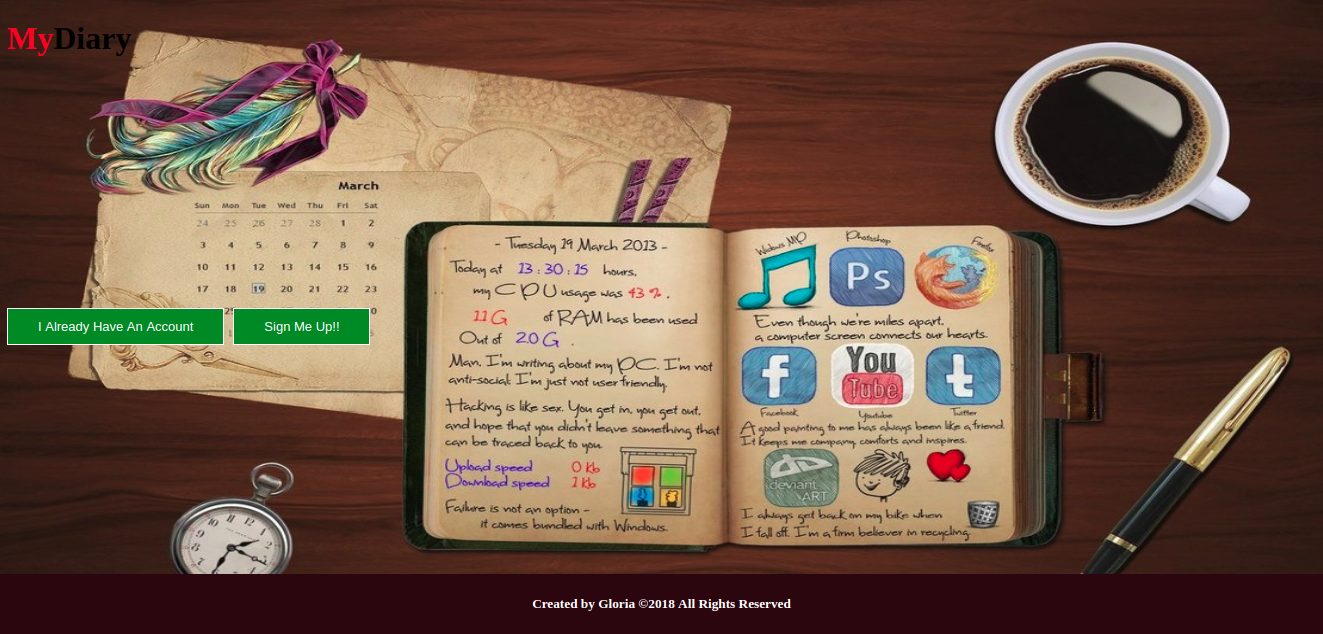 MyDiary
March
Sun Mon Tue Wed Thu Fri Sat
24 25 26 27 28 1 2
3 4 5 6 7 8 9
10 11 12 13 14 15 16
17 18 19 20 21 22 23
I Already Have An Account
Sign Me Up!!
- Tuesday 19 March 2013 -
Today at 13:30:15 hours.
my CPU usage was 43 %.
11 G of RAM has been used
Out of 20 G .
Man, I'm writing about my PC. I'm not
anti-social; I'm just not user friendly.
Hacking is like sex. You get in, you get out,
and hope that you didn't leave something that
can be traced back to you.
Upload speed 0 Kb
Download speed 1 Kb
Failure is not an option -
it comes bundled with Windows.
Photoshop
Firefox
Ps
Even though we're miles apart,
a computer screen connects our hearts.
f
You
Tube
t
Facebook
Youtube
Twitter
A good painting to me has always been like a friend.
It keeps me company, comforts and inspires.
deviant
ART
I always get back on my bike when
I fall off. I'm a firm believer in recycling.
Created by Gloria ©2018 All Rights Reserved